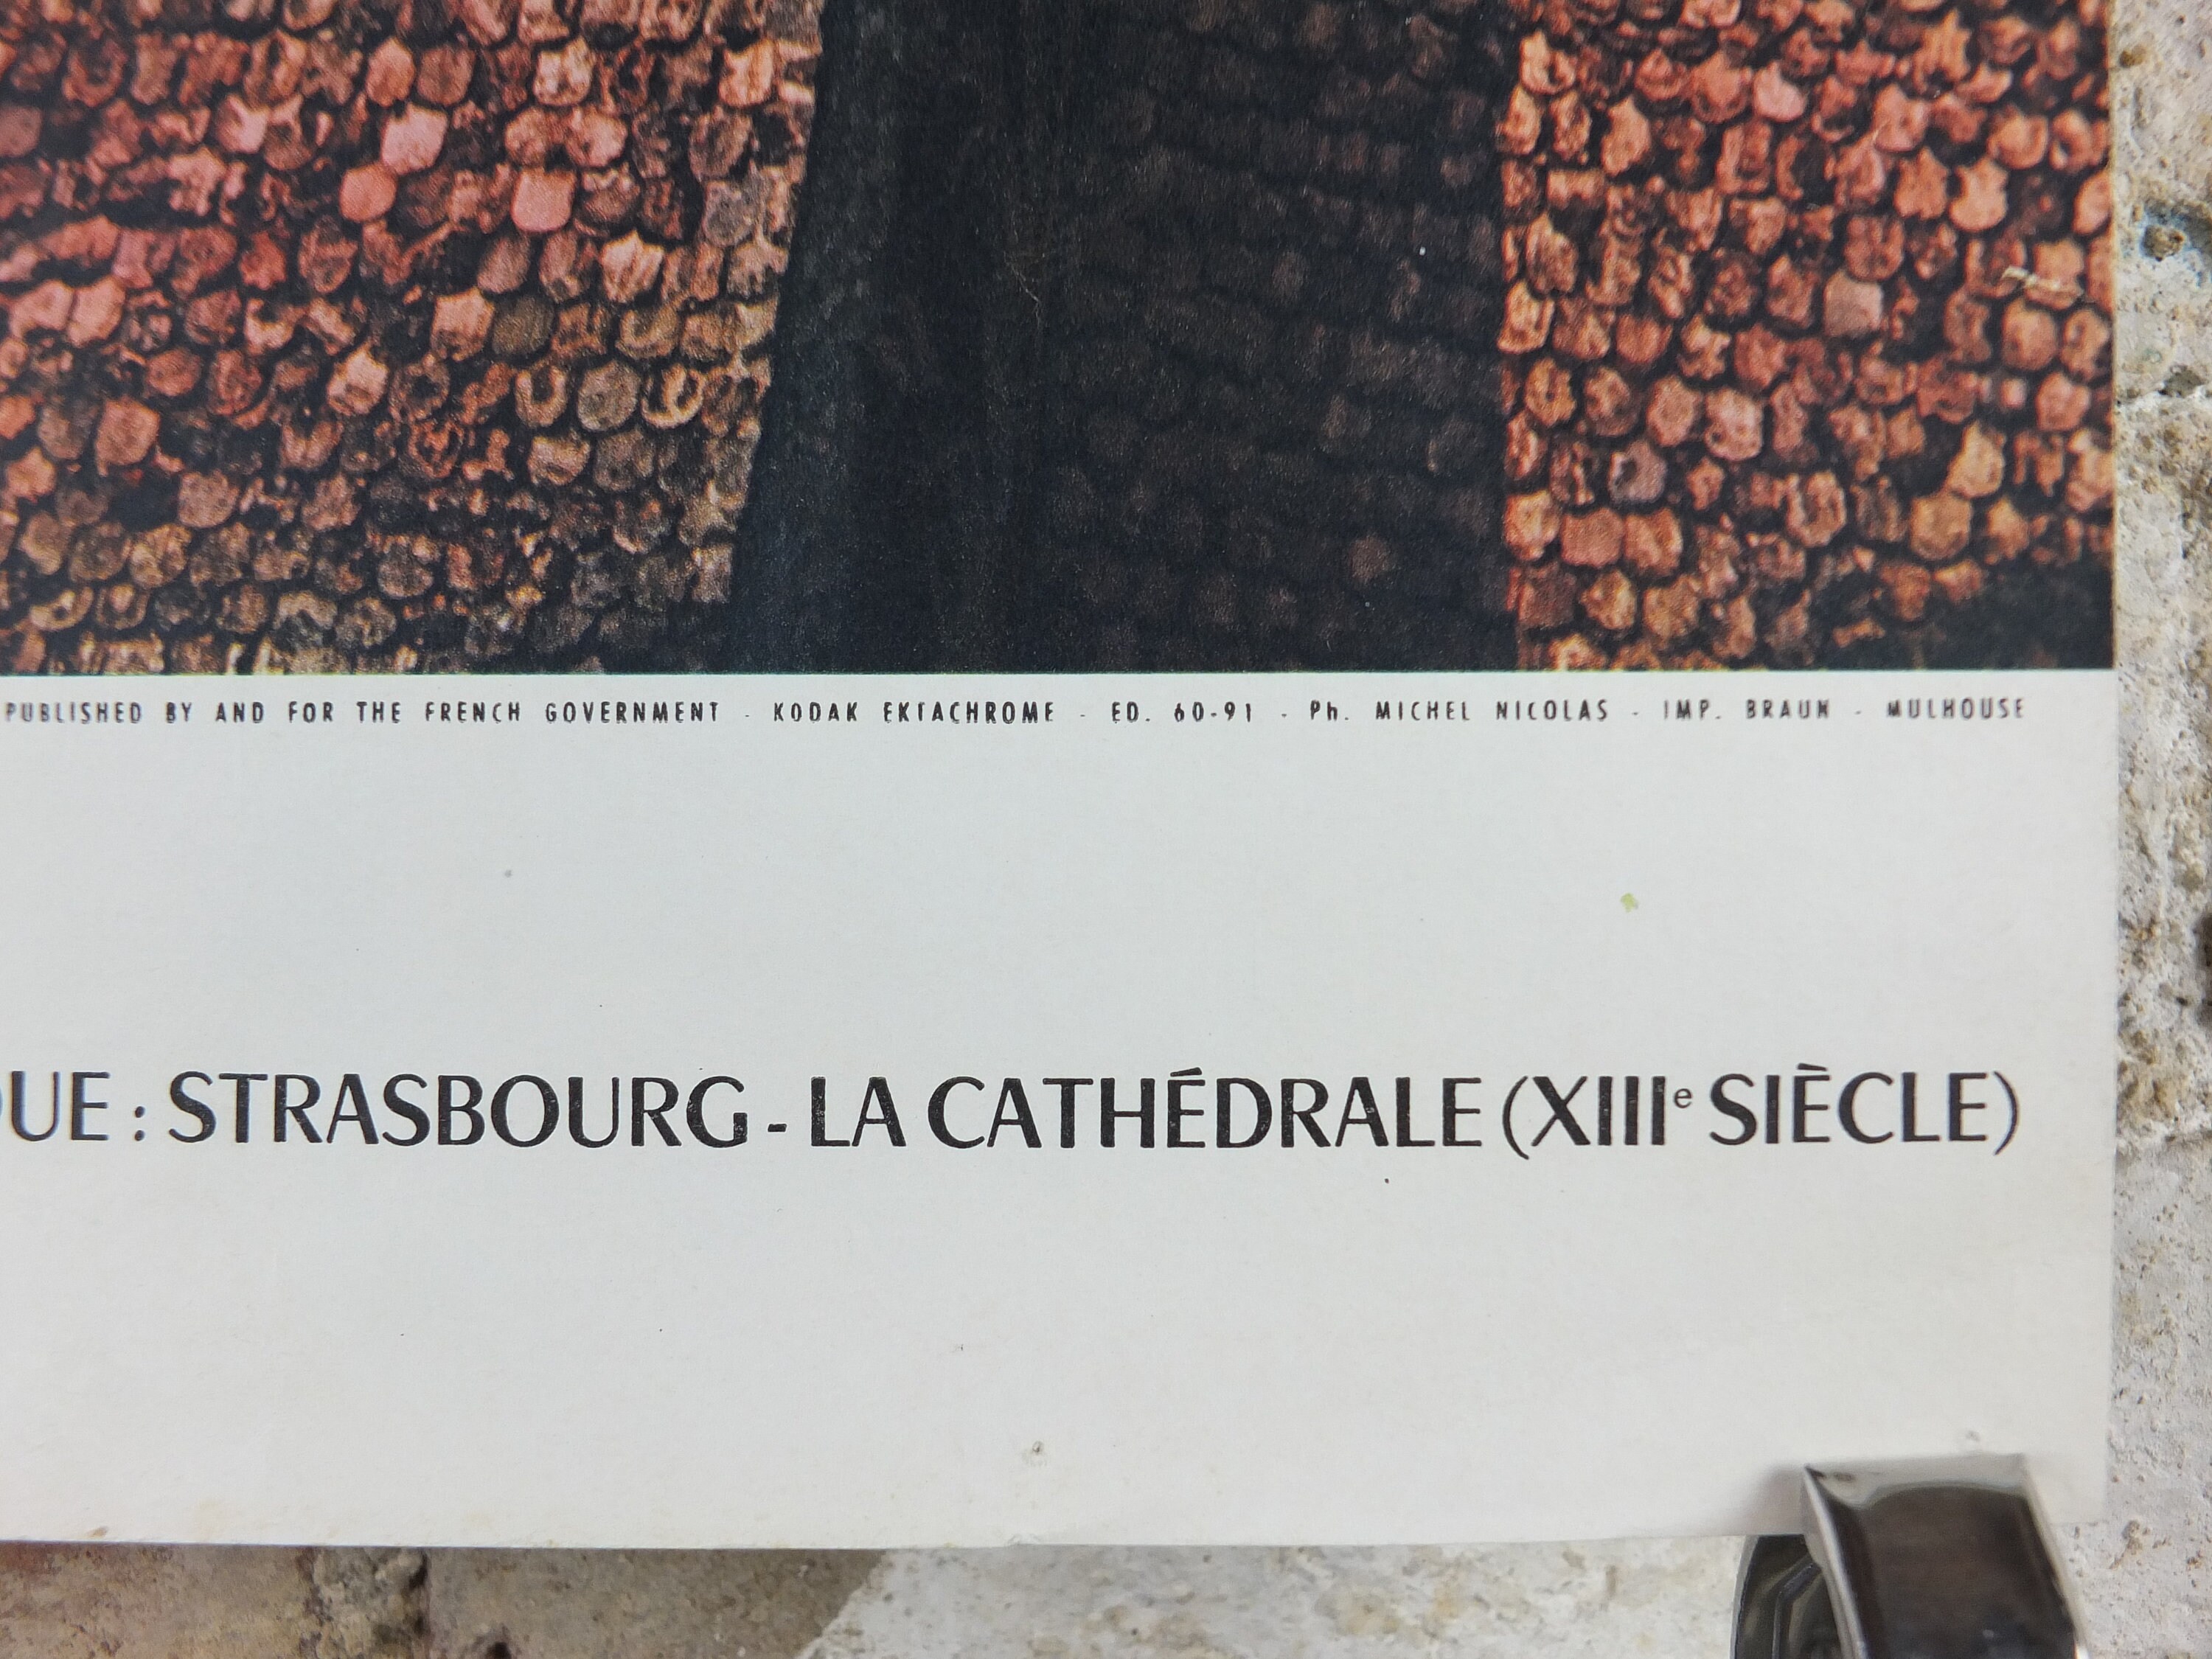 PUBLISHED BY AND FOR THE FRENCH GOVERNMENT - KODAK EKTACHROME - ED. 60-91 - Ph. MICHEL NICOLAS - IMP. BRAUN - MULHOUSE
QUE : STRASBOURG - LA CATHÉDRALE (XIIIe SIÈCLE)